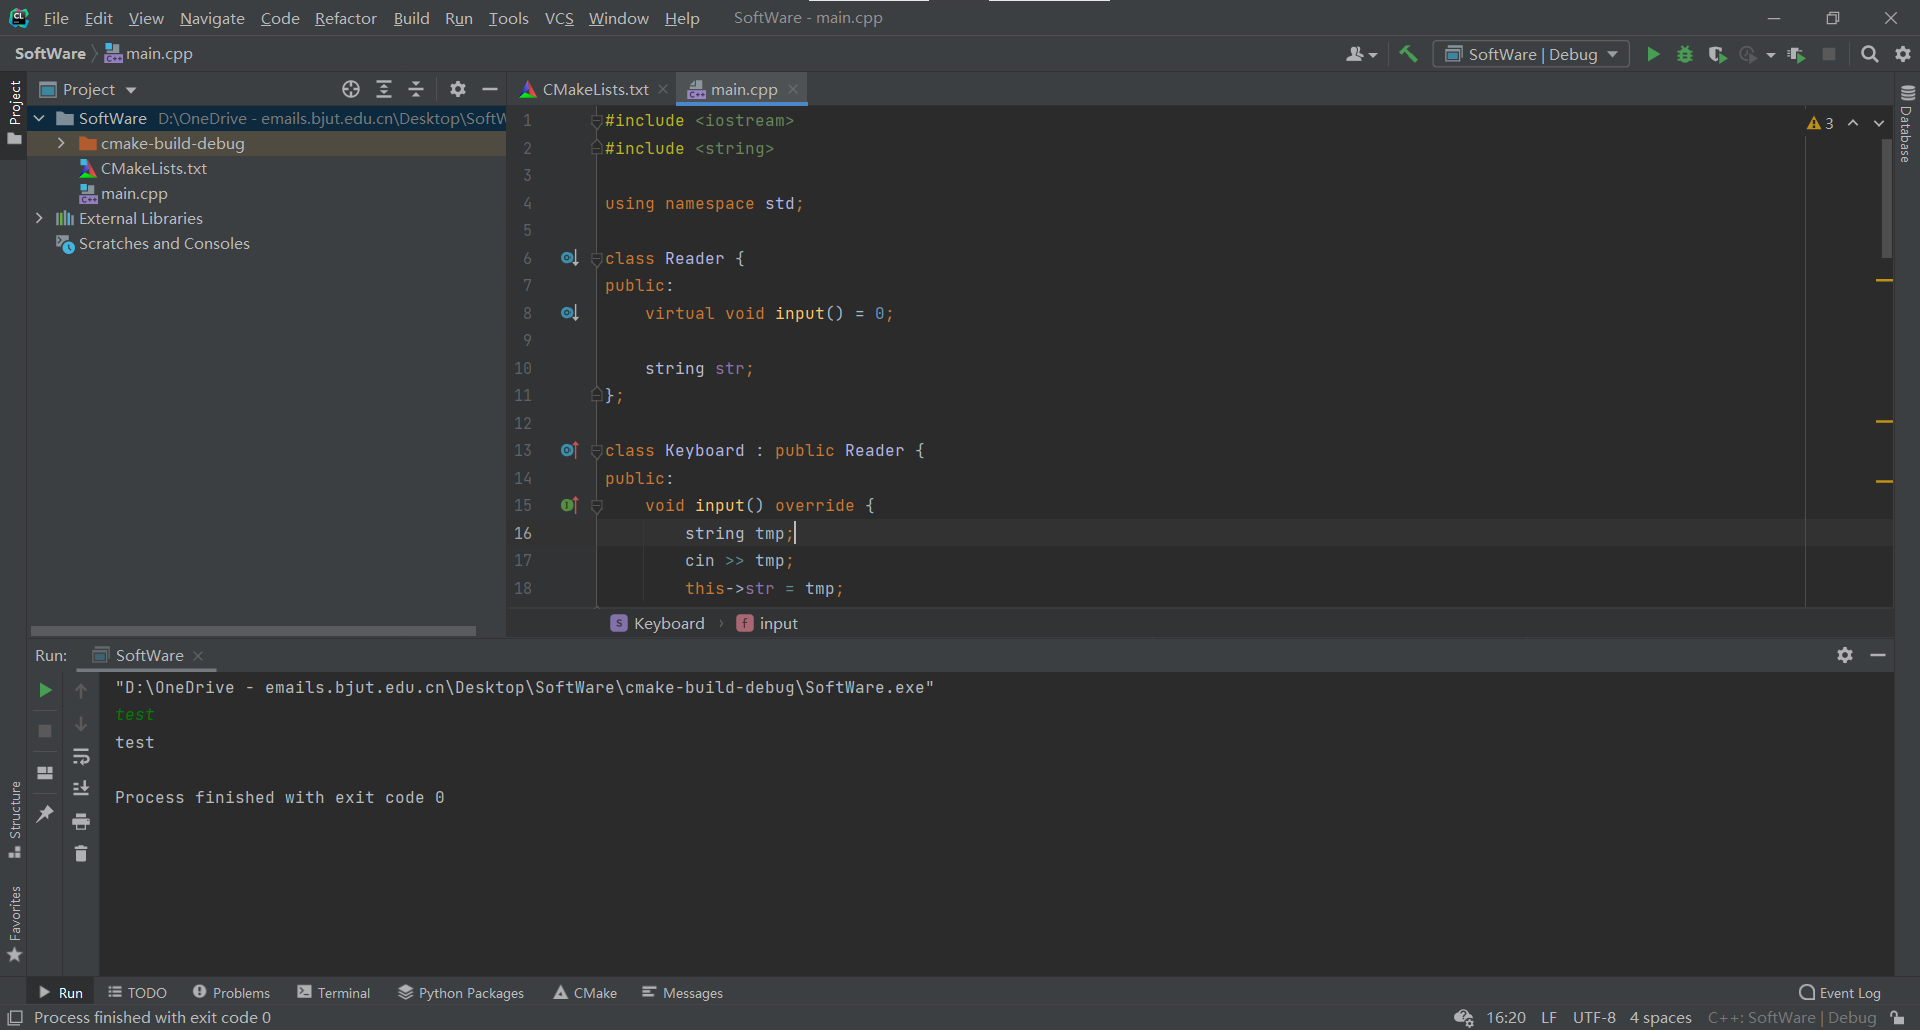 File Edit View Navigate Code Refactor Build Run Tools VCS Window Help SoftWare - main.cpp
SoftWare main.cpp SoftWare | Debug
Project
Project CMakeLists.txt main.cpp
SoftWare D:\OneDrive - emails.bjut.edu.cn\Desktop\SoftW
cmake-build-debug
CMakeLists.txt
main.cpp
External Libraries
Scratches and Consoles
3
Database
1 #include <iostream>
2 #include <string>
3
4 using namespace std;
5
6 class Reader {
7 public:
8 virtual void input() = 0;
9
10 string str;
11 };
12
13 class Keyboard : public Reader {
14 public:
15 void input() override {
16 string tmp;
17 cin >> tmp;
18 this->str = tmp;
Keyboard › input
Run: SoftWare
"D:\OneDrive - emails.bjut.edu.cn\Desktop\SoftWare\cmake-build-debug\SoftWare.exe"
test
test
Process finished with exit code 0
Structure
Favorites
Run TODO Problems Terminal Python Packages CMake Messages Event Log
Process finished with exit code 0 16:20 LF UTF-8 4 spaces C++: SoftWare | Debug